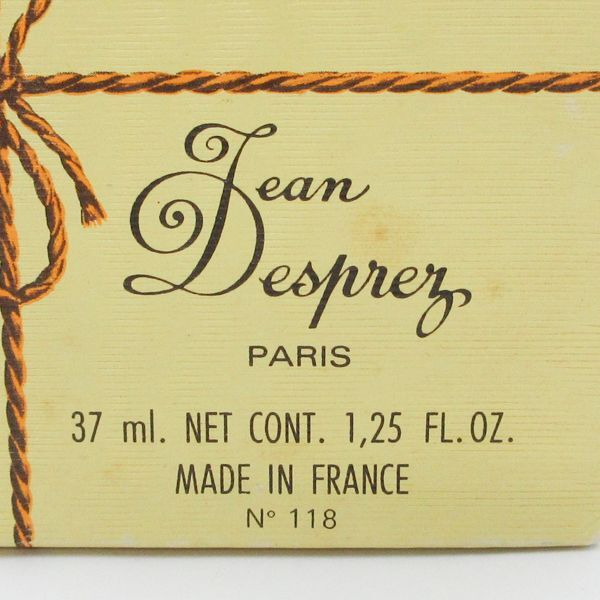 Jean
Desprez
PARIS
37 ml. NET CONT. 1,25 FL.OZ.
MADE IN FRANCE
N° 118